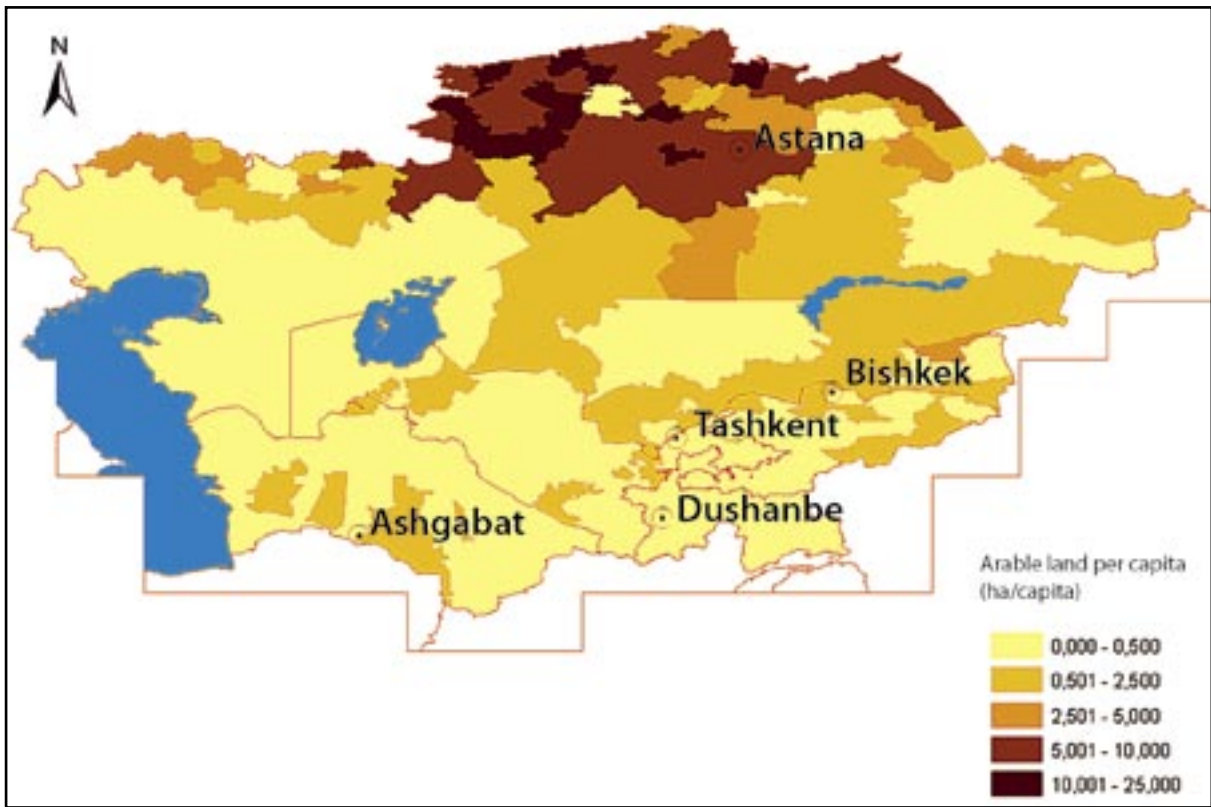 N
Astana
Bishkek
Tashkent
Ashgabat
Dushanbe
Arable land per capita
(ha/capita)
0,000 - 0,500
0,501 - 2,500
2,501 - 5,000
5,001 - 10,000
10,001 - 25,000